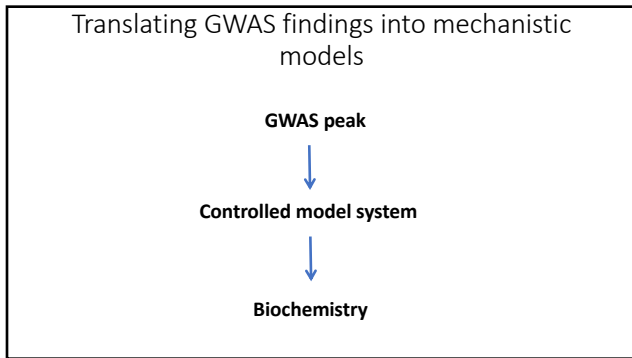 Translating GWAS findings into mechanistic
models
GWAS peak
Controlled model system
Biochemistry